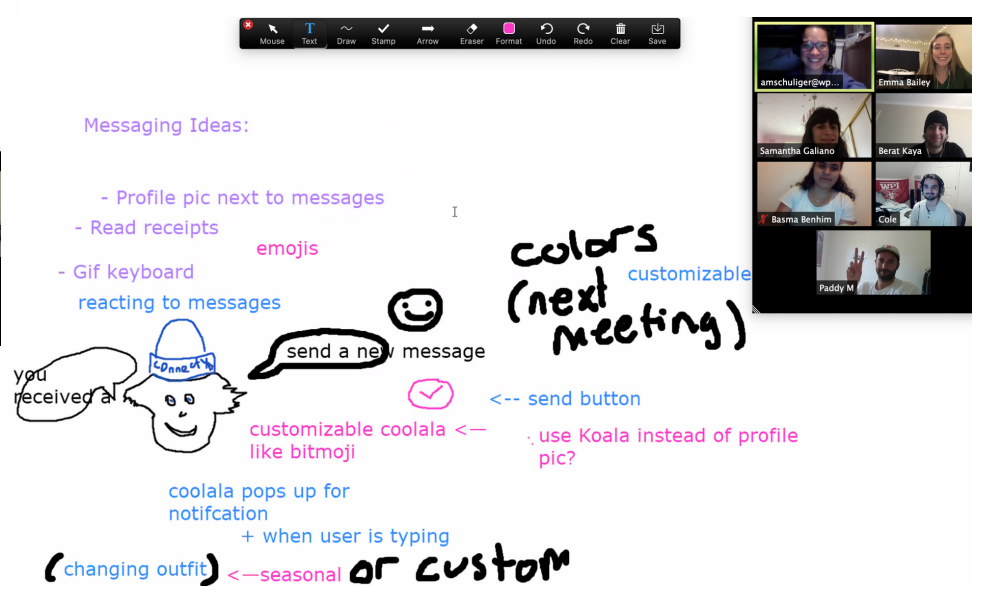 Mouse
Text
Draw
Stamp
Arrow
Eraser
Format
Undo
Redo
Clear
Save
amschuliger@wp...
Emma Bailey
Samantha Galiano
Berat Kaya
WPI
Basma Benhim
Cole
Paddy M
Messaging Ideas:
- Profile pic next to messages
- Read receipts
emojis
- Gif keyboard
reacting to messages
colors
(next
meeting)
customizable
connectyo
send a new message
you
received a
<-- send button
customizable coolala <—
like bitmoji
use Koala instead of profile
pic?
coolala pops up for
notifcation
+ when user is typing
(changing outfit)
<—seasonal or custom